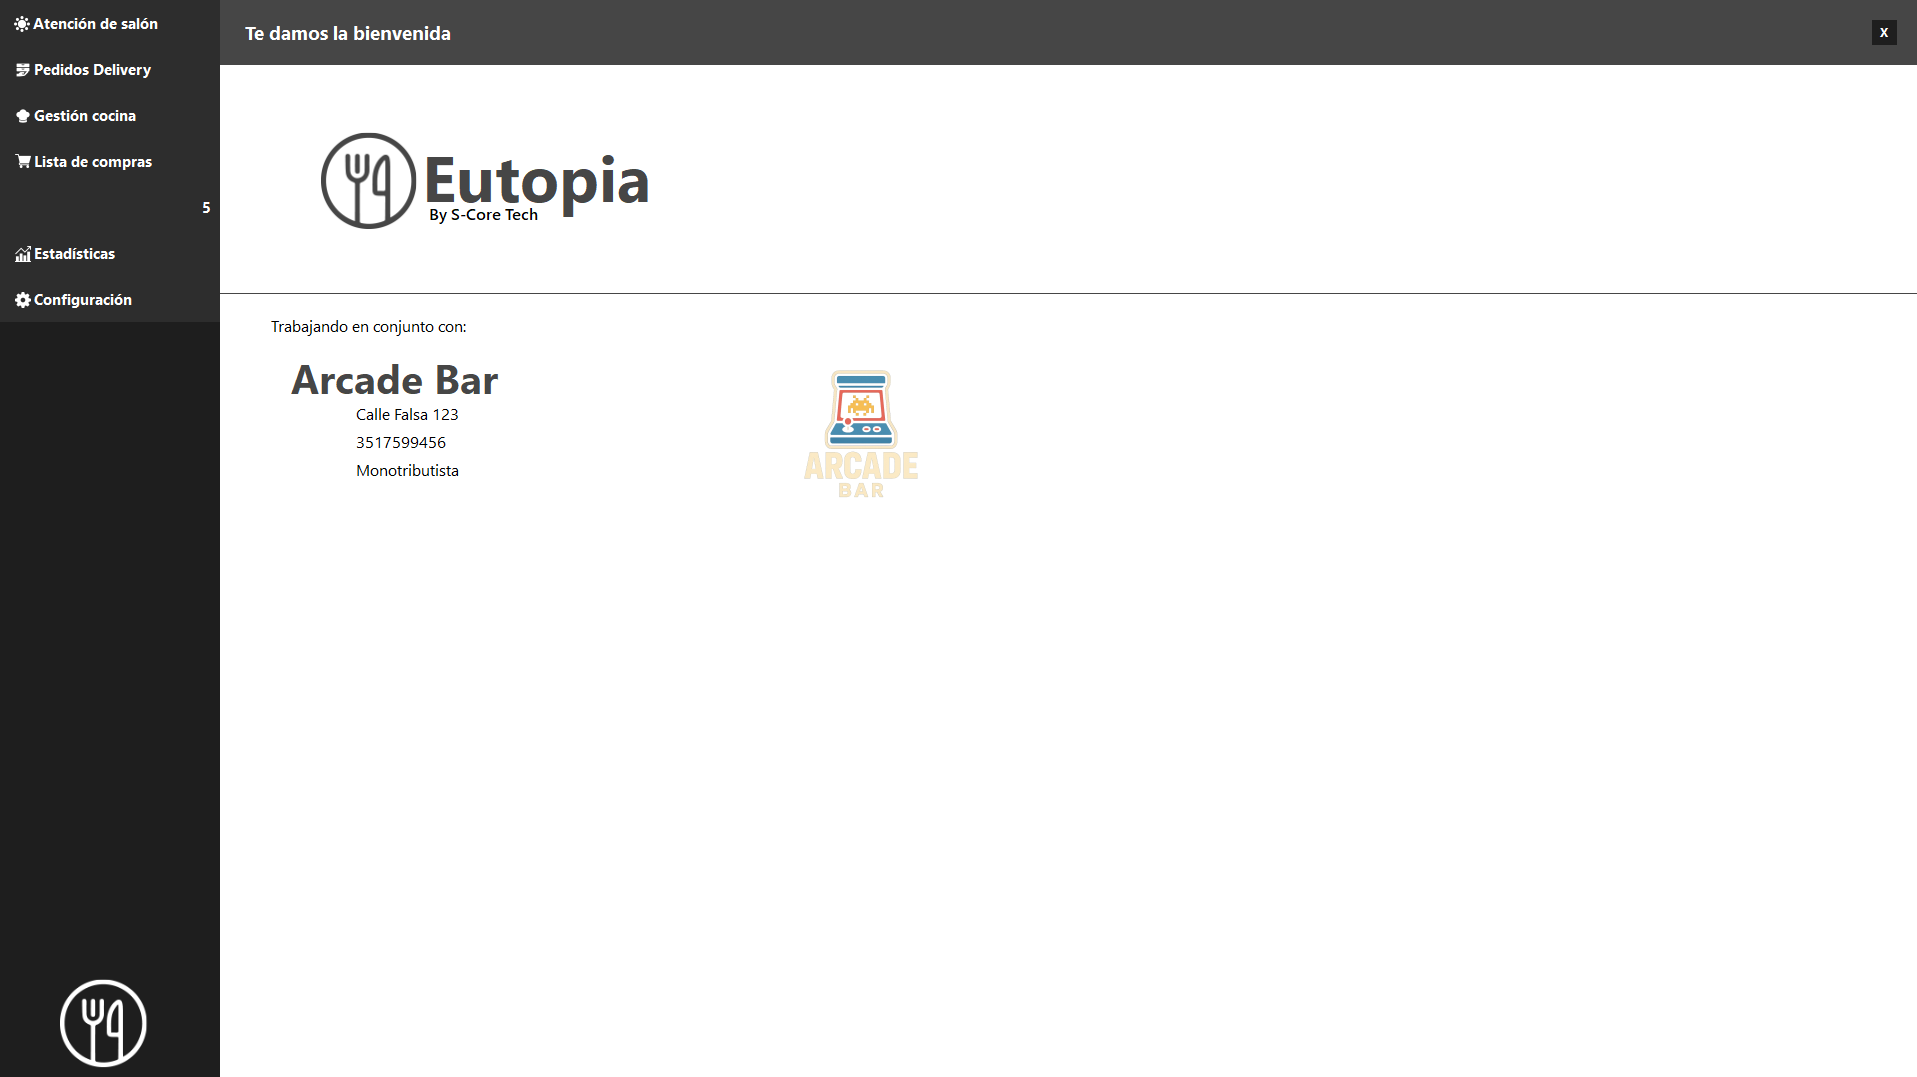 Atención de salón
Pedidos Delivery
Gestión cocina
Lista de compras
5
Estadísticas
Configuración
Te damos la bienvenida
X
Eutopia
By S-Core Tech
Trabajando en conjunto con:
Arcade Bar
Calle Falsa 123
3517599456
Monotributista
ARCADE
BAR